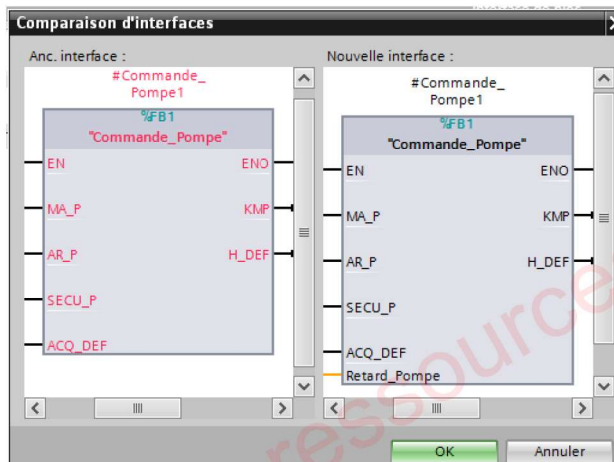 Comparaison d'interfaces
Anc. interface :
#Commande_
Pompe1
%FB1
"Commande_Pompe"
EN ENO
MA_P KMP
AR_P H_DEF
SECU_P
ACQ_DEF
Nouvelle interface :
#Commande_
Pompe1
%FB1
"Commande_Pompe"
EN ENO
MA_P KMP
AR_P H_DEF
SECU_P
ACQ_DEF
Retard_Pompe
OK Annuler
ressource